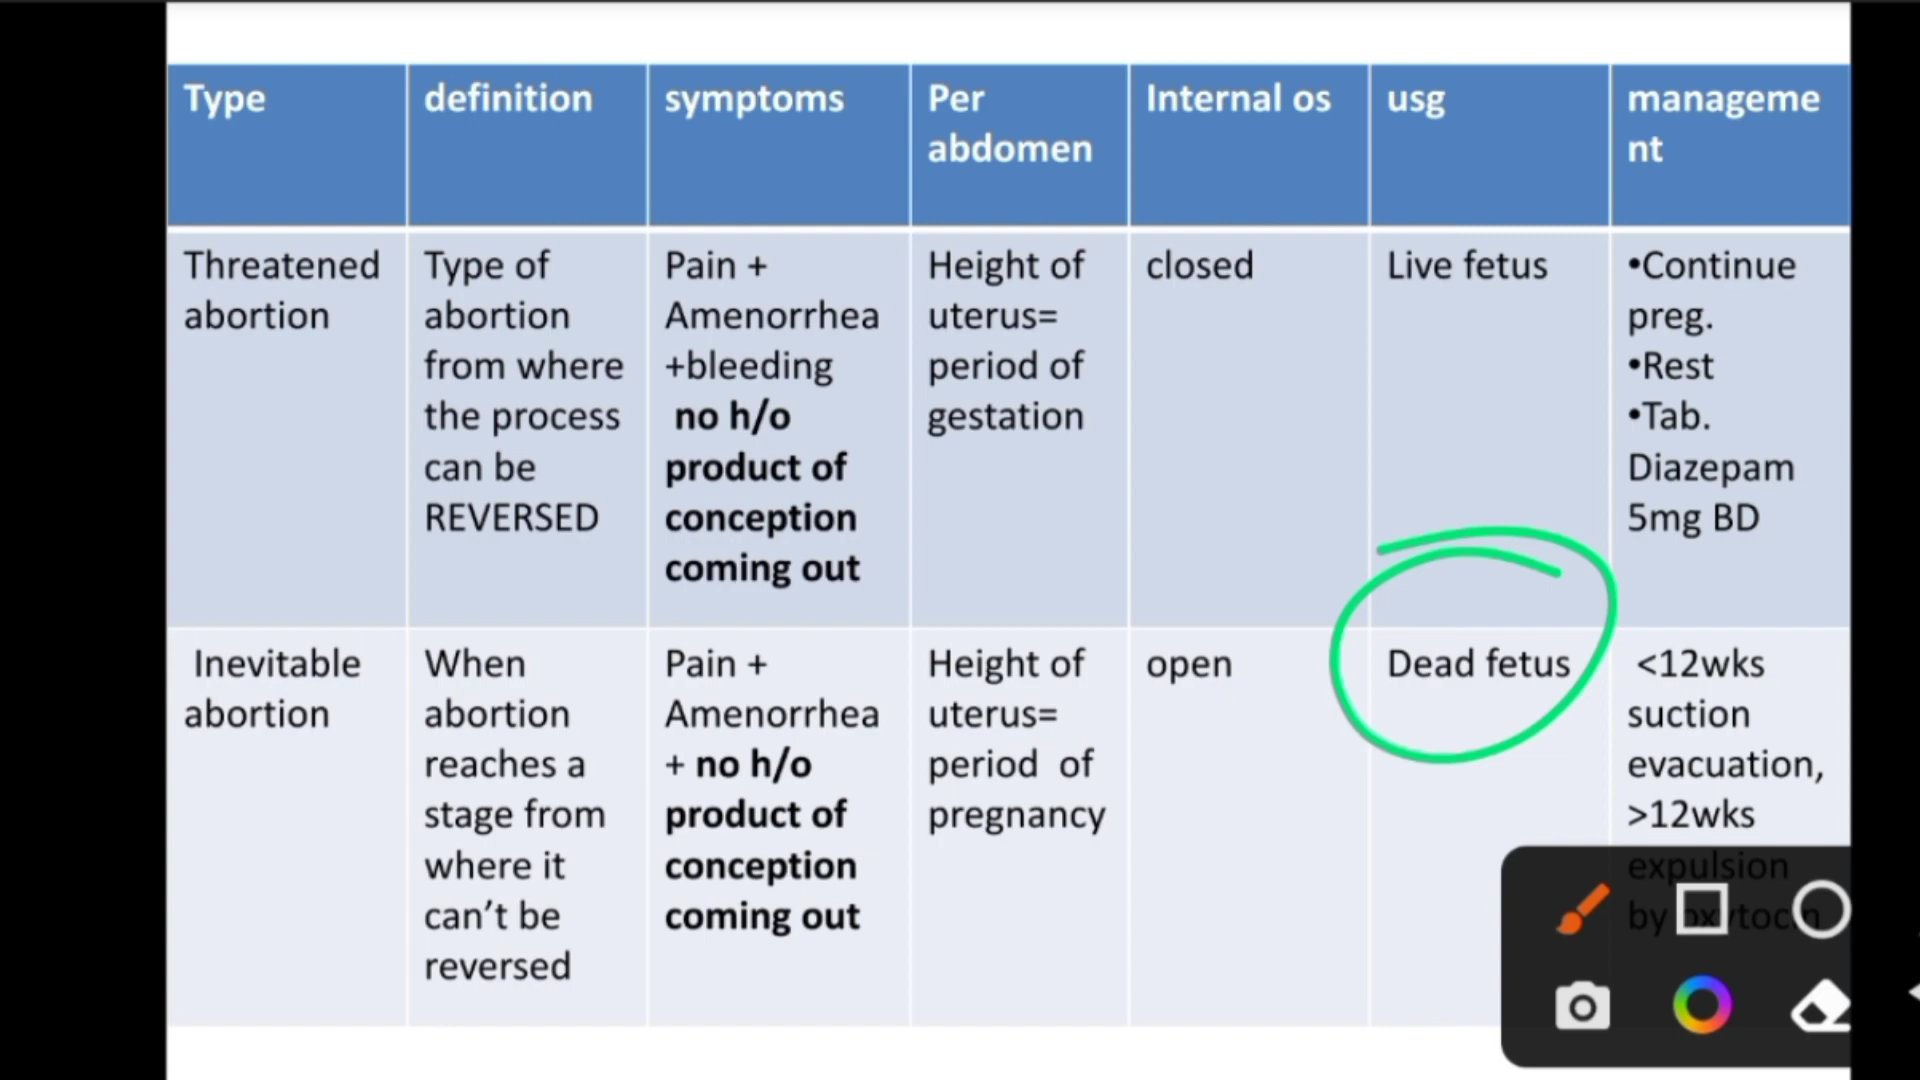 Type
definition
symptoms
Per
abdomen
Internal os
usg
manageme
nt
Threatened
abortion
Type of
abortion
from where
the process
can be
REVERSED
Pain +
Amenorrhea
+bleeding
no h/o
product of
conception
coming out
Height of
uterus=
period of
gestation
closed
Live fetus
•Continue
preg.
•Rest
•Tab.
Diazepam
5mg BD
Inevitable
abortion
When
abortion
reaches a
stage from
where it
can't be
reversed
Pain +
Amenorrhea
+ no h/o
product of
conception
coming out
Height of
uterus=
period of
pregnancy
open
Dead fetus
<12wks
suction
evacuation,
>12wks
expulsion
by oxytocin